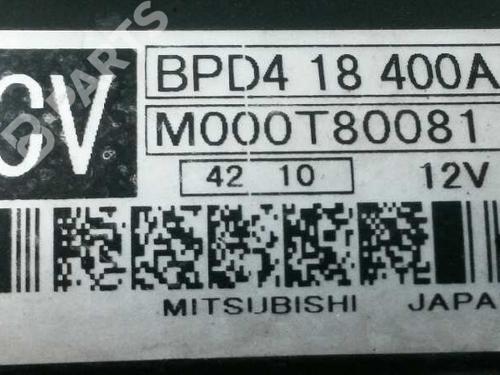 CV
BPD4 18 400A
M000T80081
42 10
12V
MITSUBISHI JAPA